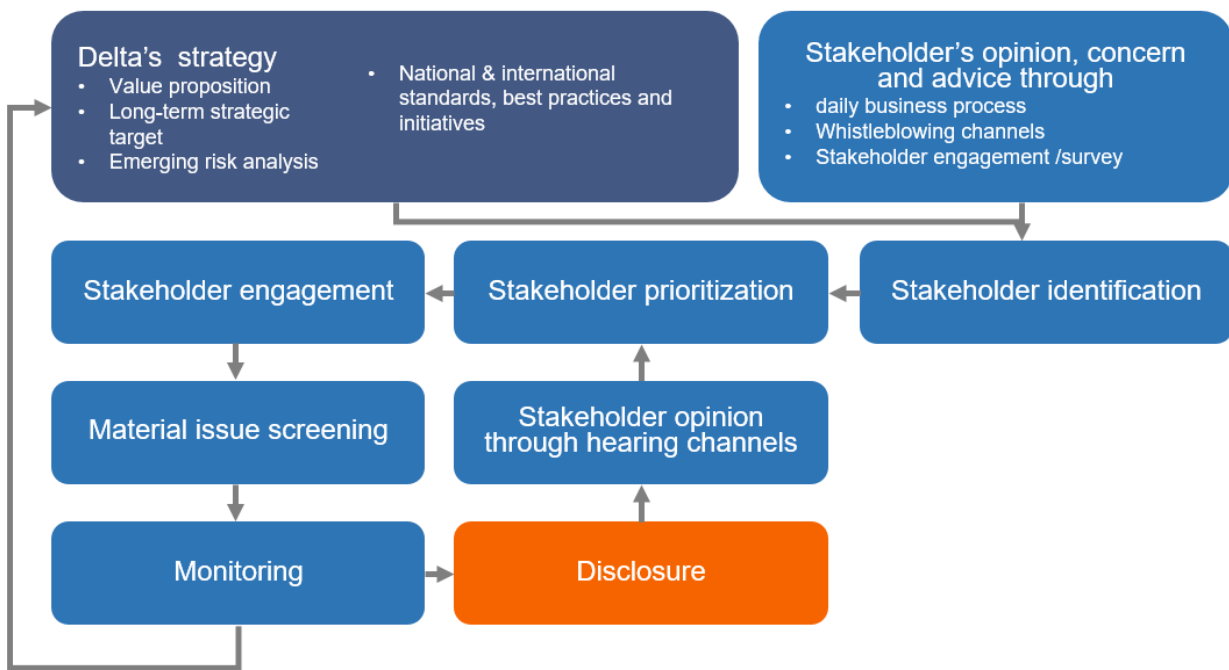 Delta's  strategy
• Value proposition
• Long-term strategic
target
• Emerging risk analysis
• National & international
standards, best practices and
initiatives
Stakeholder's opinion, concern
and advice through
• daily business process
• Whistleblowing channels
• Stakeholder engagement /survey
Stakeholder engagement
Stakeholder prioritization
Stakeholder identification
Material issue screening
Stakeholder opinion
through hearing channels
Monitoring
Disclosure